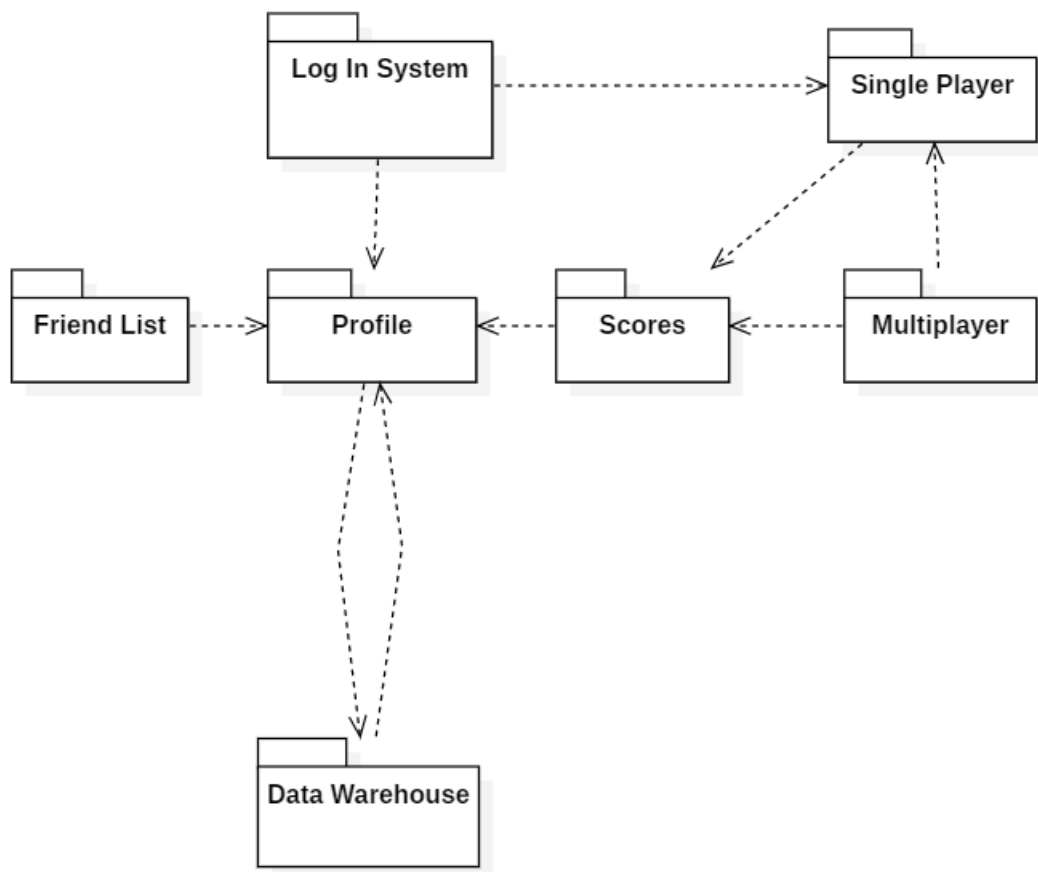 Log In System
Single Player
Friend List
Profile
Scores
Multiplayer
Data Warehouse